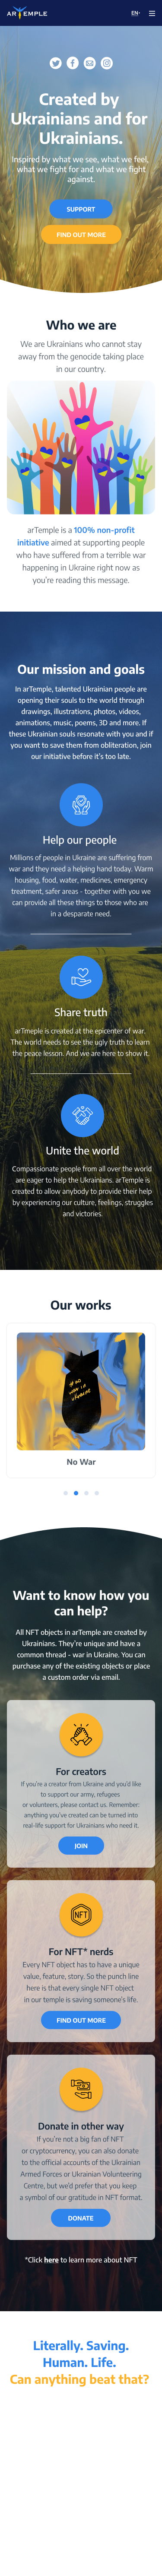 ARTEMPLE
EN
Created by
Ukrainians and for
Ukrainians.
Inspired by what we see, what we feel,
what we fight for and what we fight
against.
SUPPORT
FIND OUT MORE
Who we are
We are Ukrainians who cannot stay
away from the genocide taking place
in our country.
arTemple is a 100% non-profit
initiative aimed at supporting people
who have suffered from a terrible war
happening in Ukraine right now as
you're reading this message.
Our mission and goals
In arTemple, talented Ukrainian people are
opening their souls to the world through
drawings, illustrations, photos, videos,
animations, music, poems, 3D and more. If
these Ukrainian souls resonate with you and if
you want to save them from obliteration, join
our initiative before it's too late.
Help our people
Millions of people in Ukraine are suffering from
war and they need a helping hand today. Warm
housing, food, water, medicines, emergency
treatment, safer areas - together with you we
can provide all these things to those who are
in a desperate need.
Share truth
arTemple is created at the epicenter of war.
The world needs to see the ugly truth to learn
the peace lesson. And we are here to show it.
Unite the world
Compassionate people from all over the world
are eager to help the Ukrainians. arTemple is
created to allow anybody to provide their help
by experiencing our culture, feelings, struggles
and victories.
Our works
No War
Want to know how you
can help?
All NFT objects in arTemple are created by
Ukrainians. They're unique and have a
common thread - war in Ukraine. You can
purchase any of the existing objects or place
a custom order via email.
For creators
If you're a creator from Ukraine and you'd like
to support our army, refugees
or volunteers, please contact us. Remember:
anything you've created can be turned into
real-life support for Ukrainians who need it.
JOIN
NFT
For NFT* nerds
Every NFT object has to have a unique
value, feature, story. So the punch line
here is that every single NFT object
in our temple is saving someone's life.
FIND OUT MORE
Donate in other way
If you're not a big fan of NFT
or cryptocurrency, you can also donate
to the official accounts of the Ukrainian
Armed Forces or Ukrainian Volunteering
Centre, but we'd prefer that you keep
a symbol of our gratitude in NFT format.
DONATE
*Click here to learn more about NFT
Literally. Saving.
Human. Life.
Can anything beat that?